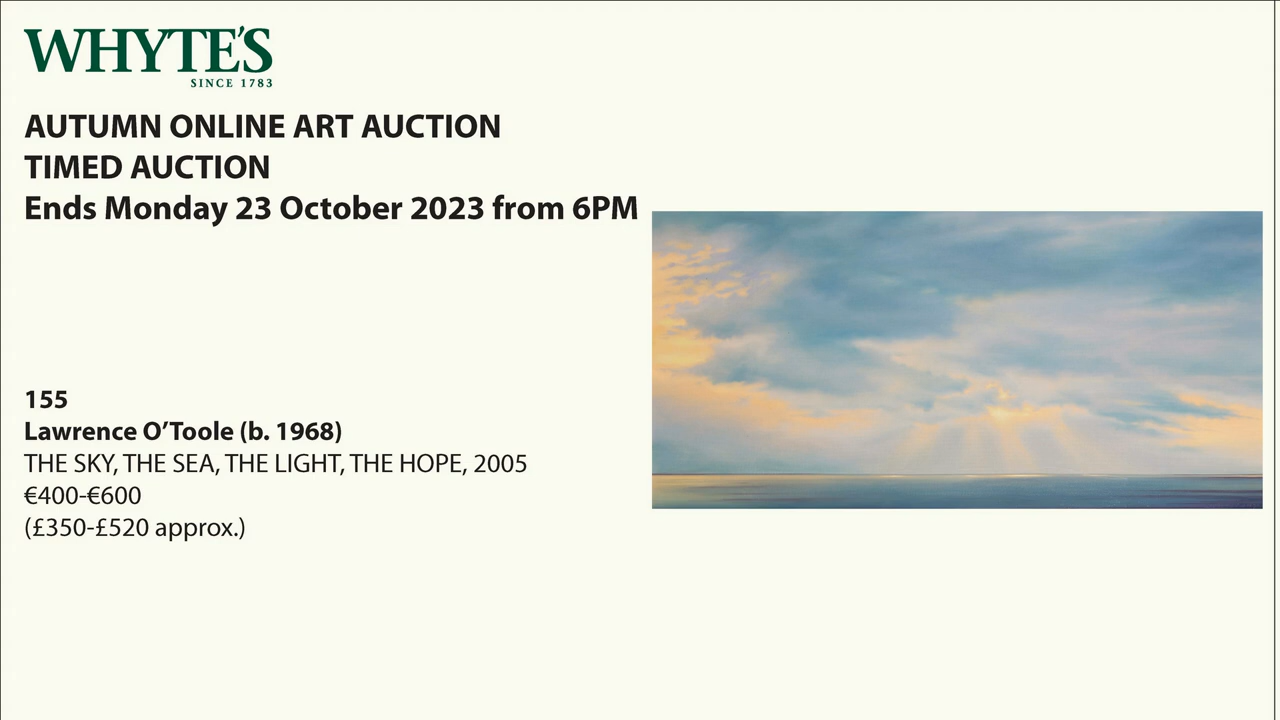 WHYTE'S
SINCE 1783
AUTUMN ONLINE ART AUCTION
TIMED AUCTION
Ends Monday 23 October 2023 from 6PM
155
Lawrence O’Toole (b. 1968)
THE SKY, THE SEA, THE LIGHT, THE HOPE, 2005
€400-€600
(£350-£520 approx.)